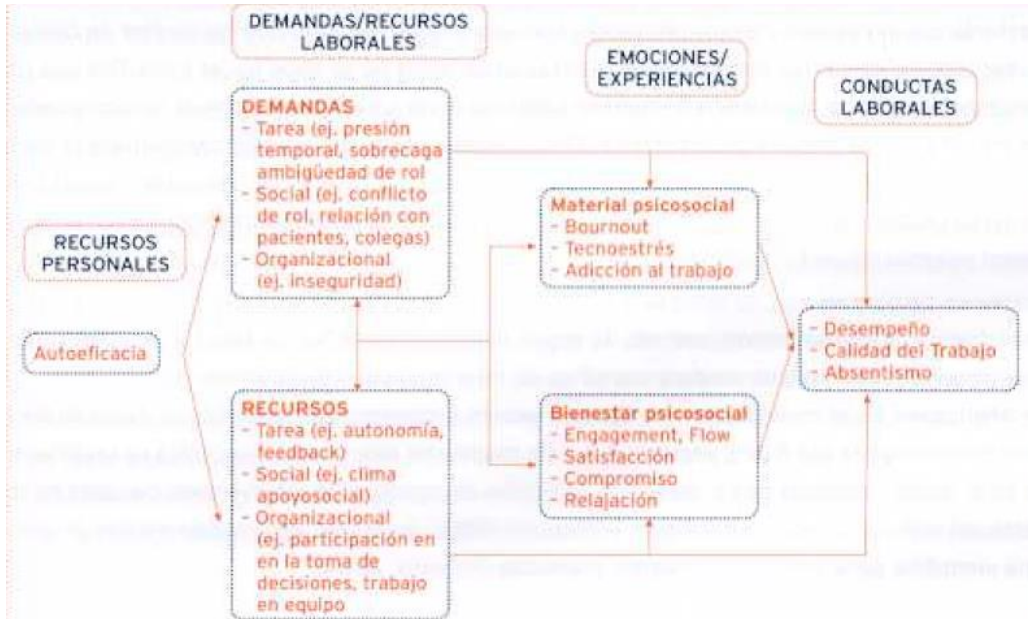 DEMANDAS/RECURSOS
LABORALES
EMOCIONES/
EXPERIENCIAS
CONDUCTAS
LABORALES
RECURSOS
PERSONALES
Autoeficacia
DEMANDAS
- Tarea (ej. presión
temporal, sobrecaga
ambigüedad de rol
- Social (ej. conflicto
de rol, relación con
pacientes, colegas)
- Organizacional
(ej. inseguridad)
RECURSOS
- Tarea (ej. autonomía,
feedback)
- Social (ej. clima
apoyosocial)
- Organizacional
(ej. participación en
en la toma de
decisiones, trabajo
en equipo
Material psicosocial
- Bournout
- Tecnoestrés
- Adicción al trabajo
Bienestar psicosocial
- Engagement, Flow
- Satisfacción
- Compromiso
- Relajación
- Desempeño
- Calidad del Trabajo
- Absentismo